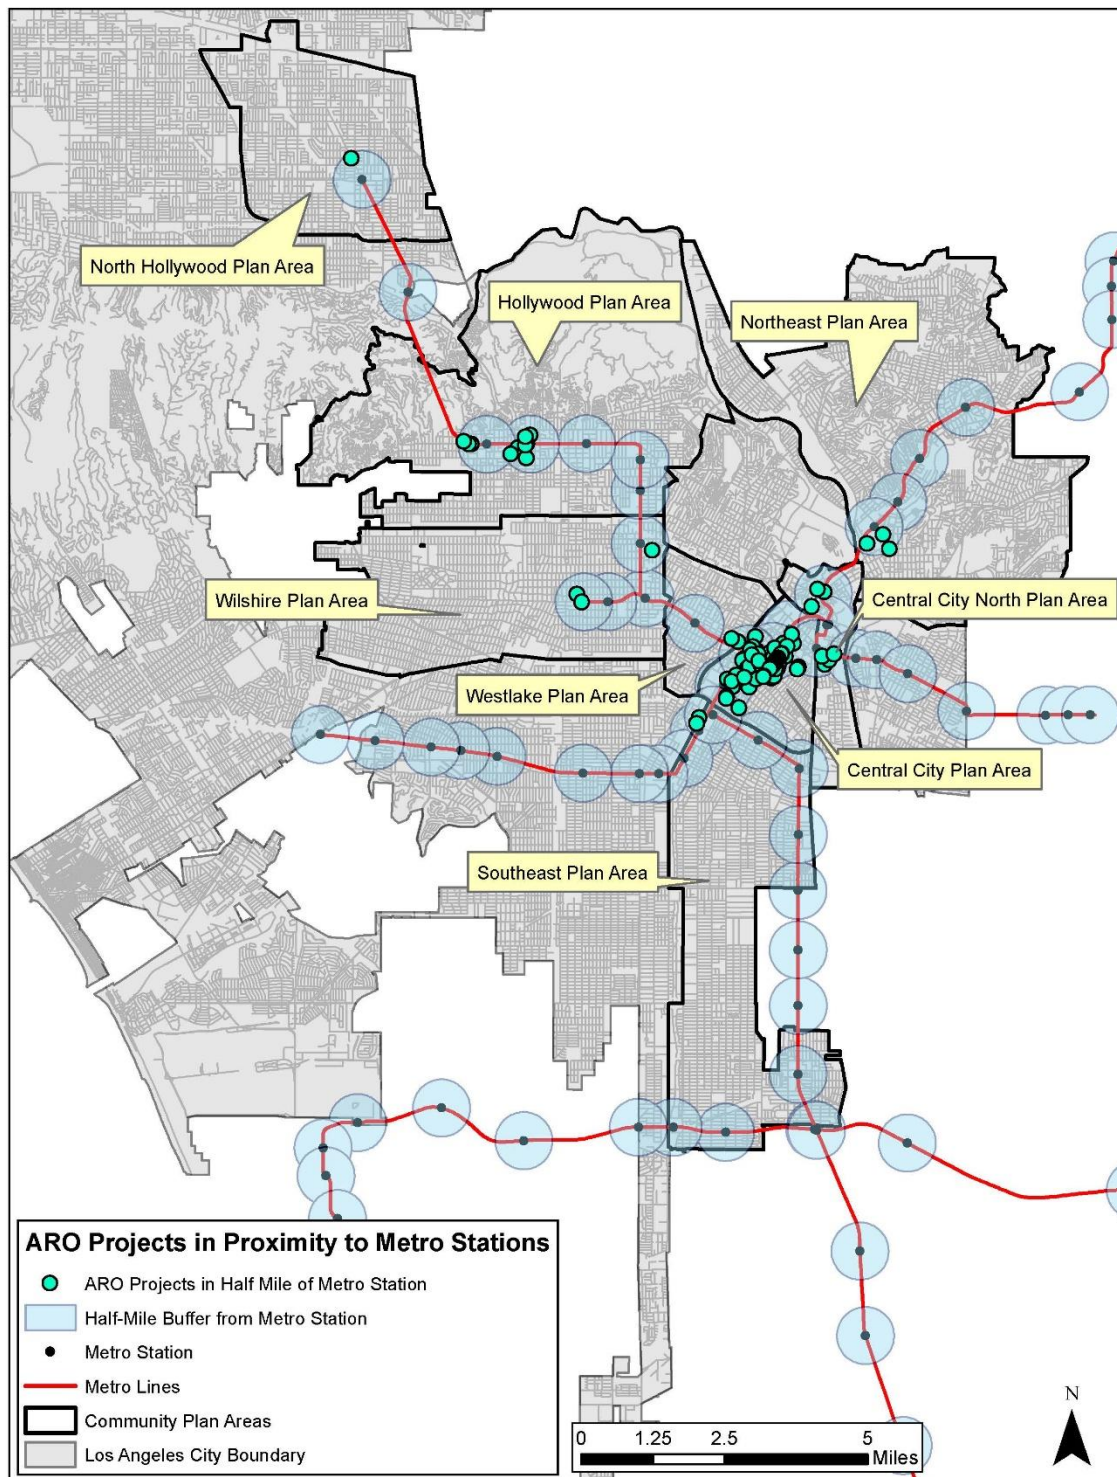 North Hollywood Plan Area
Hollywood Plan Area
Northeast Plan Area
Wilshire Plan Area
Central City North Plan Area
Westlake Plan Area
Central City Plan Area
Southeast Plan Area
ARO Projects in Proximity to Metro Stations
ARO Projects in Half Mile of Metro Station
Half-Mile Buffer from Metro Station
Metro Station
Metro Lines
Community Plan Areas
Los Angeles City Boundary
0 1.25 2.5 5
Miles
N